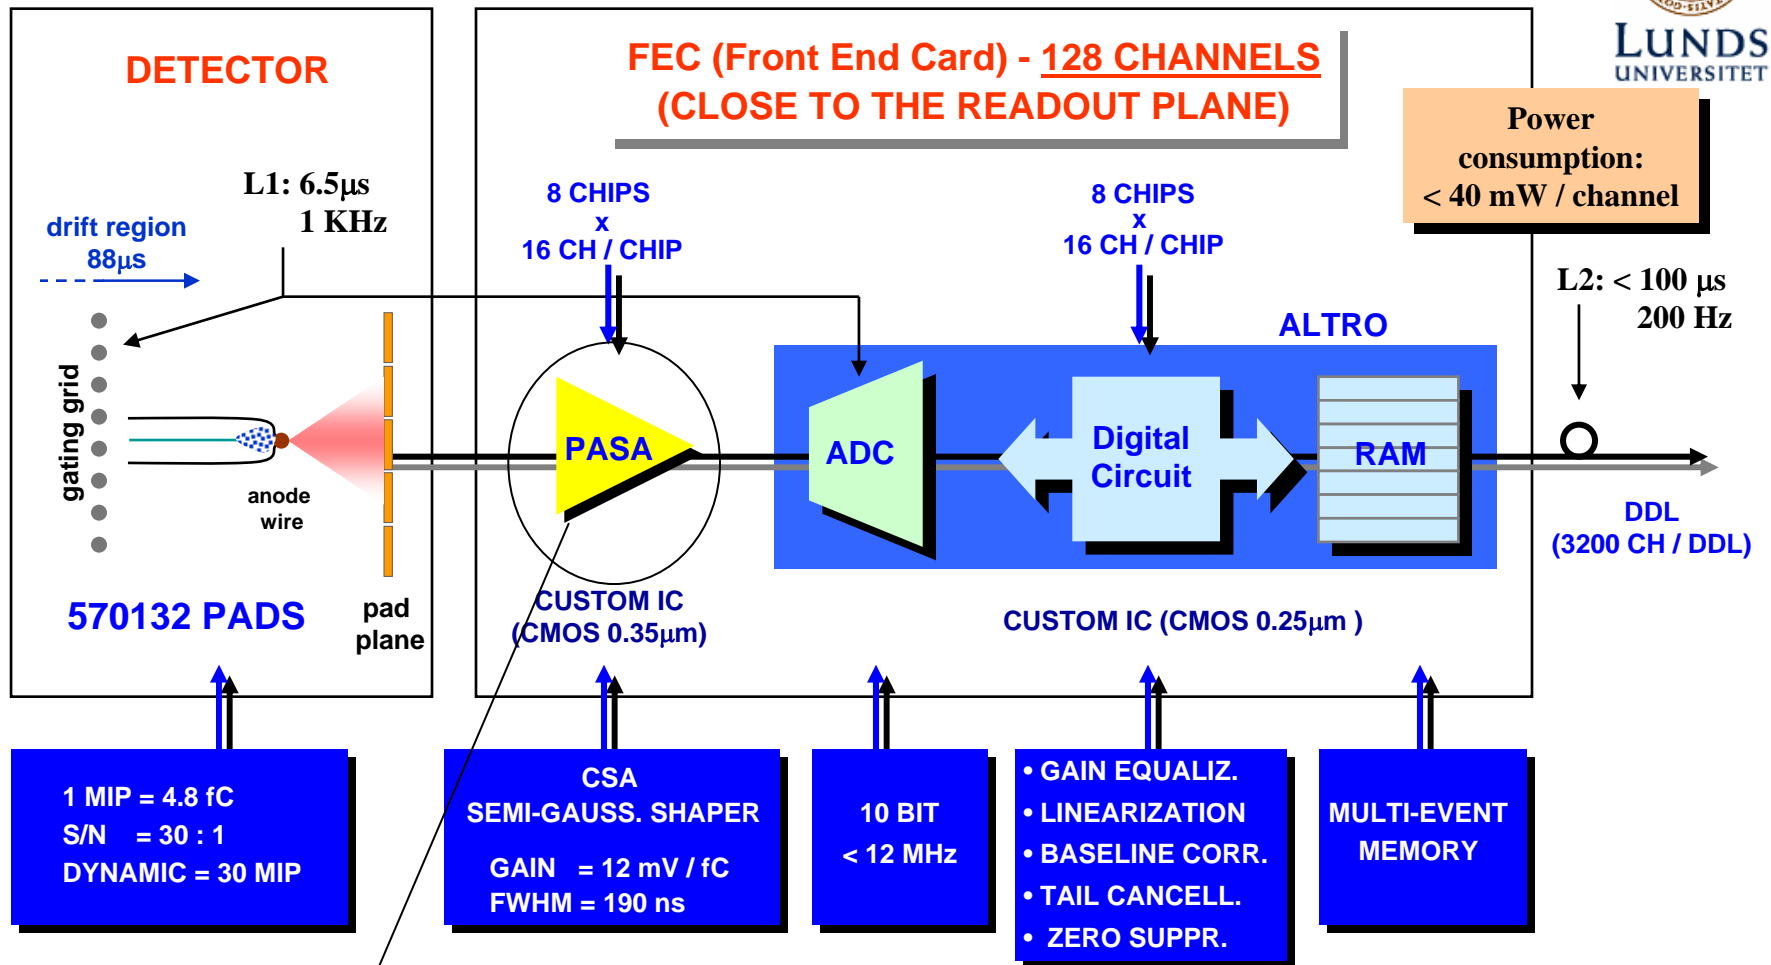 DETECTOR
FEC (Front End Card) - 128 CHANNELS
(CLOSE TO THE READOUT PLANE)
LUNDS
UNIVERSITET
Power
consumption:
< 40 mW / channel
L1: 6.5μs
1 KHz
drift region
88μs
8 CHIPS
x
16 CH / CHIP
8 CHIPS
x
16 CH / CHIP
L2: < 100 μs
200 Hz
ALTRO
gating grid
anode
wire
PASA
ADC
Digital
Circuit
RAM
DDL
(3200 CH / DDL)
570132 PADS
pad
plane
CUSTOM IC
(CMOS 0.35μm)
CUSTOM IC (CMOS 0.25μm )
1 MIP = 4.8 fC
S/N = 30 : 1
DYNAMIC = 30 MIP
CSA
SEMI-GAUSS. SHAPER
GAIN = 12 mV / fC
FWHM = 190 ns
10 BIT
< 12 MHz
• GAIN EQUALIZ.
• LINEARIZATION
• BASELINE CORR.
• TAIL CANCELL.
• ZERO SUPPR.
MULTI-EVENT
MEMORY